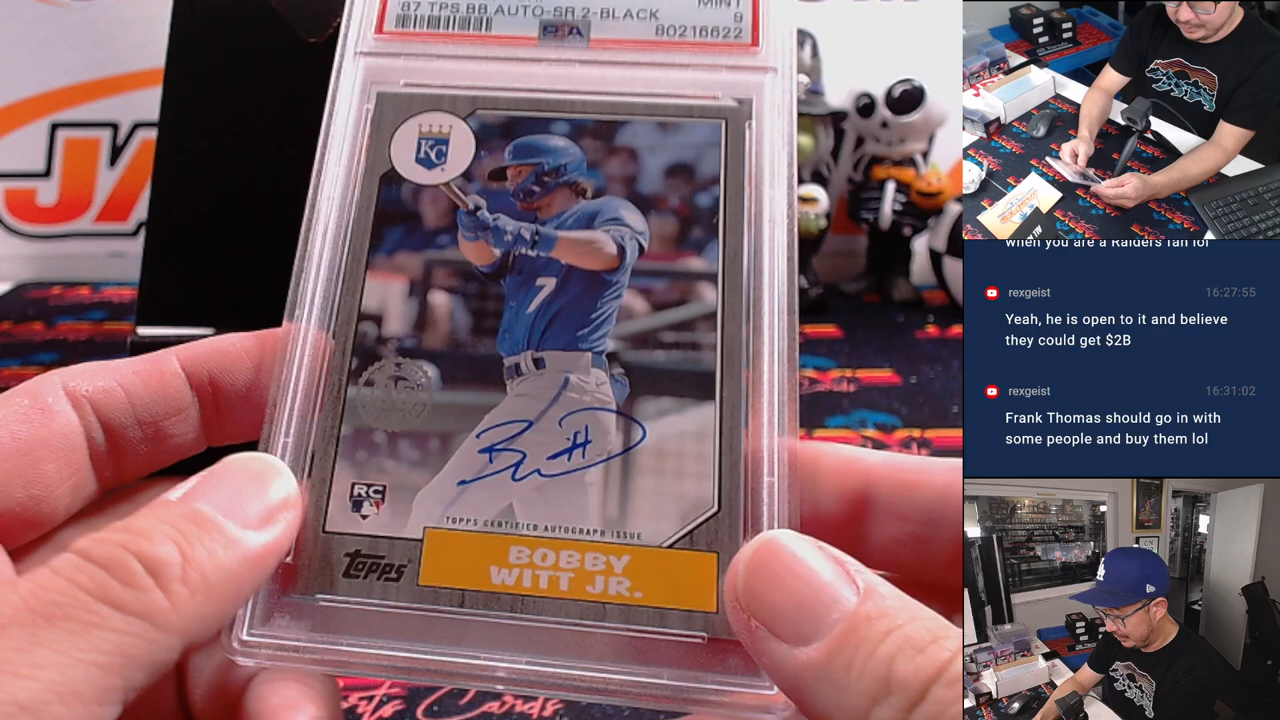 '87 TPS.BB.AUTO-SR.2-BLACK
MINT
9
PSA
80216622
JA
KC
7
RC
TOPPS CERTIFIED AUTOGRAPH ISSUE
Topps
BOBBY
WITT JR.
when you are a Raiders fan lol
rexgeist 16:27:55
Yeah, he is open to it and believe
they could get $2B
rexgeist 16:31:02
Frank Thomas should go in with
some people and buy them lol
Cards
LA